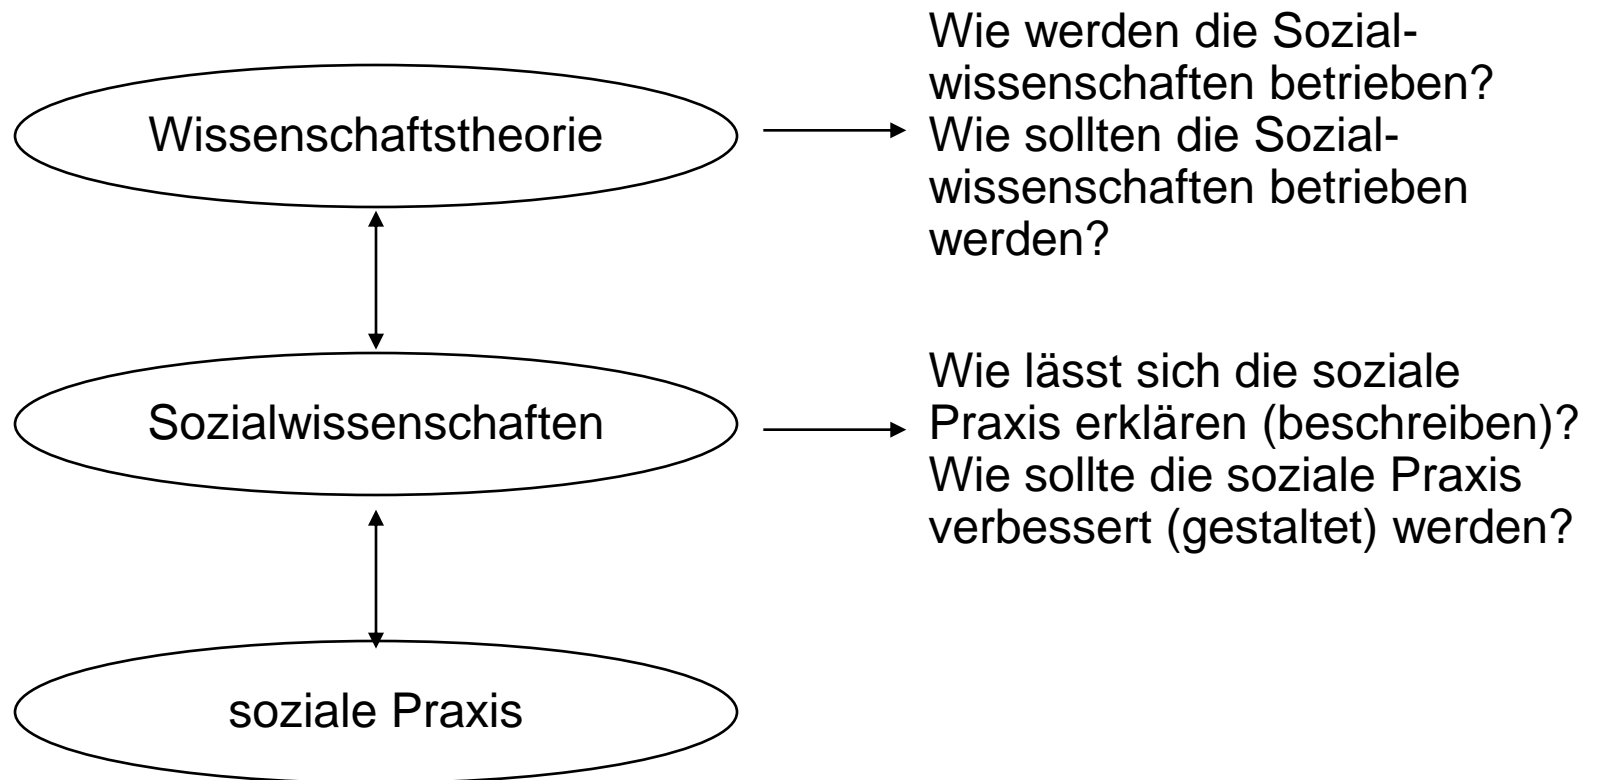 Wissenschaftstheorie
Wie werden die Sozial-
wissenschaften betrieben?
Wie sollten die Sozial-
wissenschaften betrieben
werden?
Sozialwissenschaften
Wie lässt sich die soziale
Praxis erklären (beschreiben)?
Wie sollte die soziale Praxis
verbessert (gestaltet) werden?
soziale Praxis